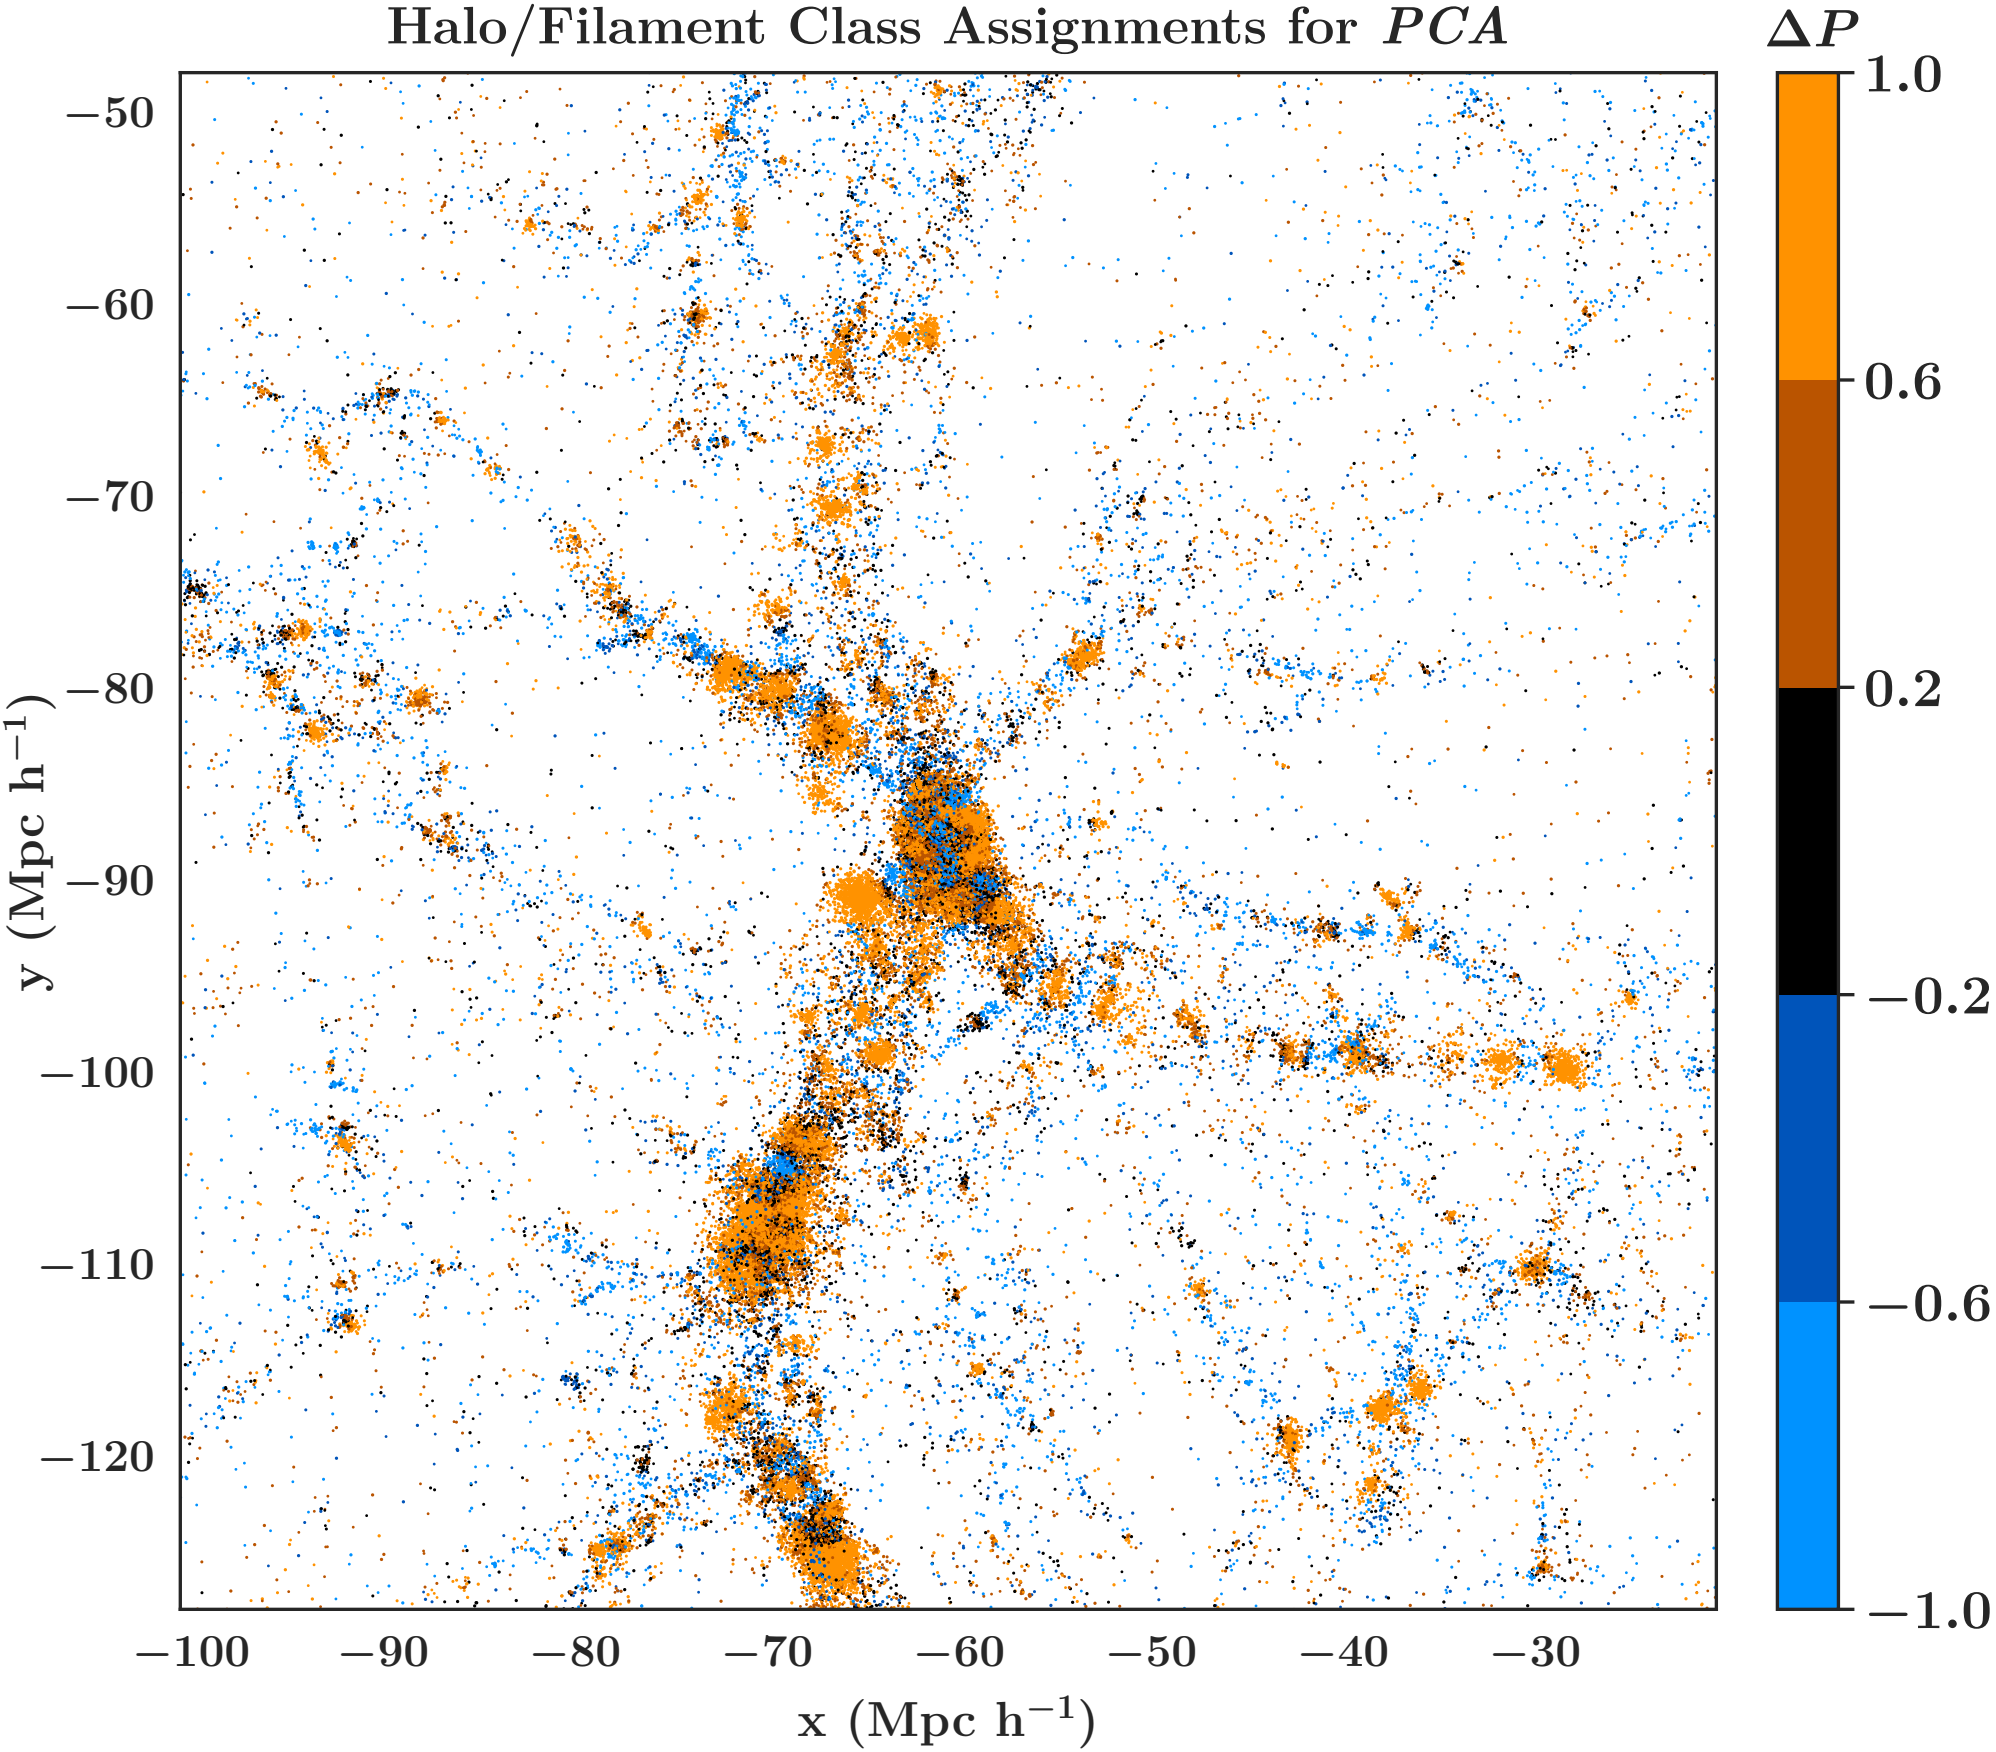 Halo/Filament Class Assignments for PCA
ΔP
1.0
0.6
0.2
−0.2
−0.6
−1.0
−50
−60
−70
−80
−90
−100
−110
−120
y (Mpc h⁻¹)
−100 −90 −80 −70 −60 −50 −40 −30
x (Mpc h⁻¹)